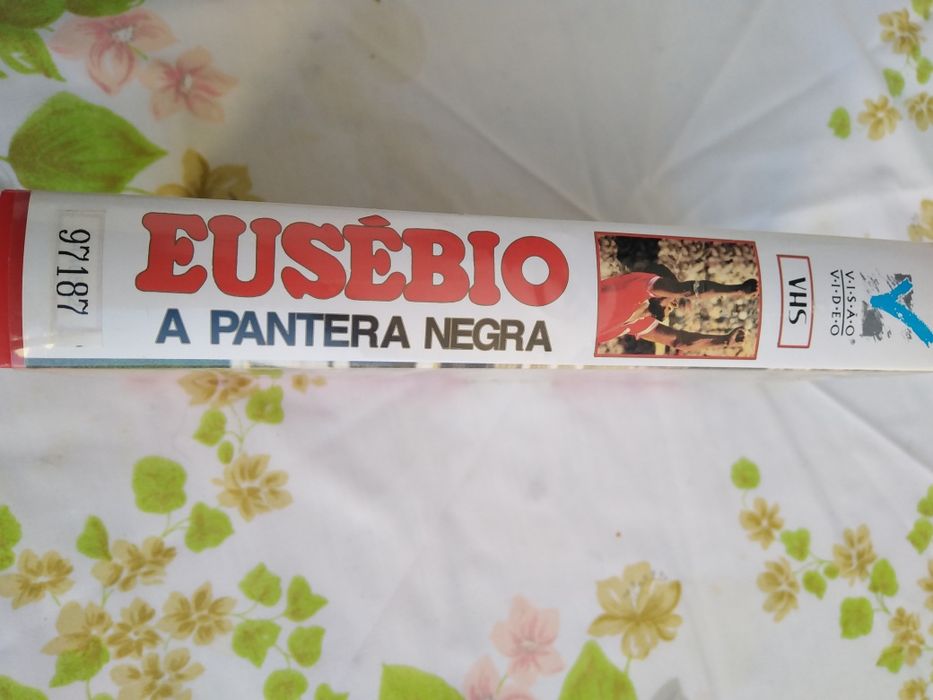 97187
EUSÉBIO
A PANTERA NEGRA
VHS
V·I·S·Ã·O®
V·I·D·E·O